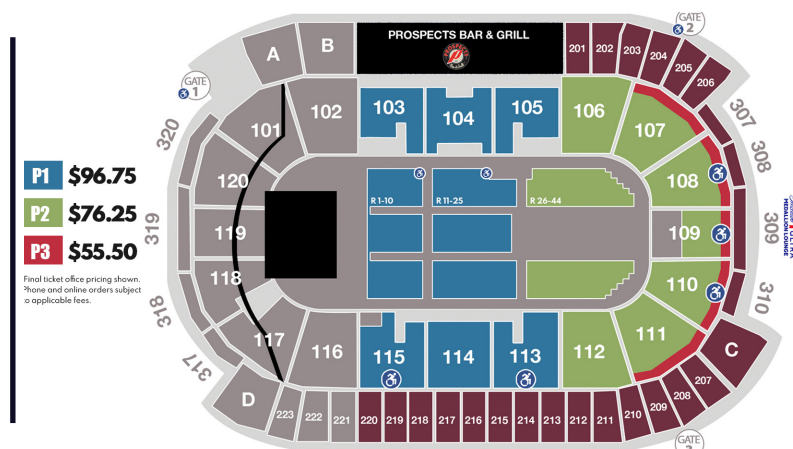 GATE
2
PROSPECTS BAR & GRILL
PROSPECTS
201
202
203
204
205
206
A
B
GATE
1
101
102
103
104
105
106
107
307
308
309
310
320
319
318
317
P1 $96.75
P2 $76.25
P3 $55.50
Final ticket office pricing shown.
Phone and online orders subject
to applicable fees.
120
119
118
117
116
R 1-10
R 11-25
R 26-44
108
109
110
111
MEDALLION LOUNGE
115
114
113
112
C
D
223
222
221
220
219
218
217
216
215
214
213
212
211
210
209
208
207
GATE